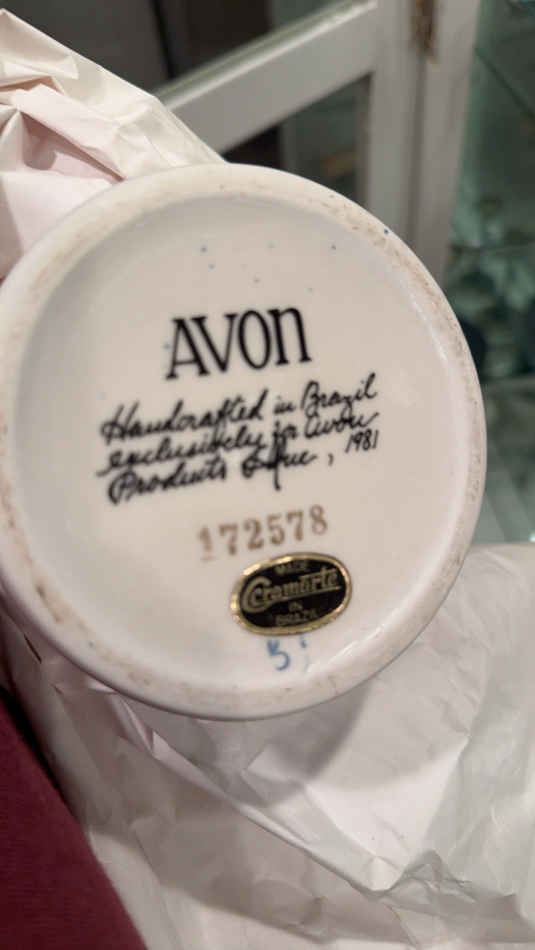 AVON
Handcrafted in Brazil
exclusively for Avon
Products Inc., 1981
172578
MADE
Ceramarte
IN
BRAZIL